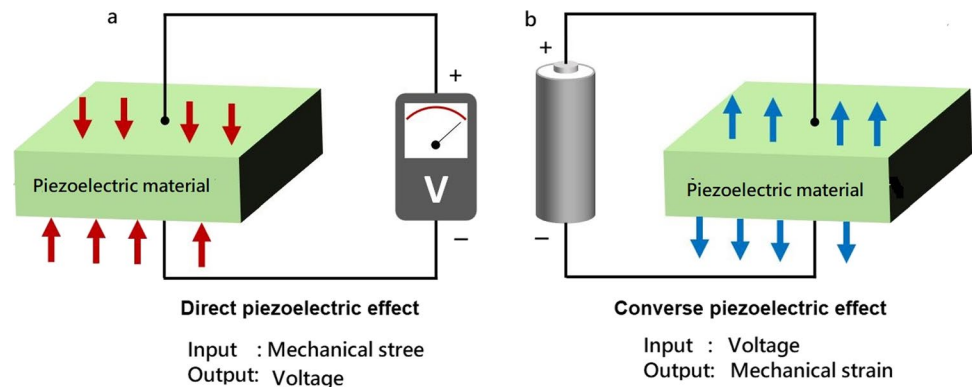 a
+
Piezoelectric material
V
–
Direct piezoelectric effect
Input : Mechanical stree
Output: Voltage
b
+
Piezoelectric material
–
Converse piezoelectric effect
Input : Voltage
Output: Mechanical strain